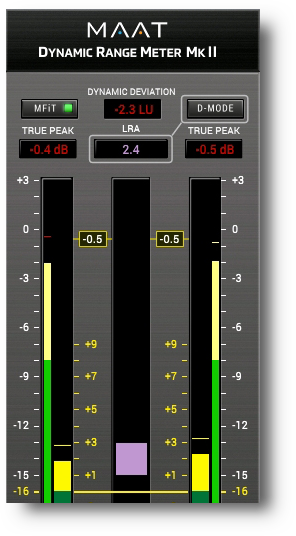 MAAT
DYNAMIC RANGE METER MK II
DYNAMIC DEVIATION
MFiT -2.3 LU D-MODE
TRUE PEAK LRA TRUE PEAK
-0.4 dB 2.4 -0.5 dB
+3 +3
0 0
-0.5 -0.5
-3 -3
-6 -6
+9 +9
-9 +7 +7 -9
+5 +5
-12 -12
+3 +3
-15 +1 +1 -15
-16 -16